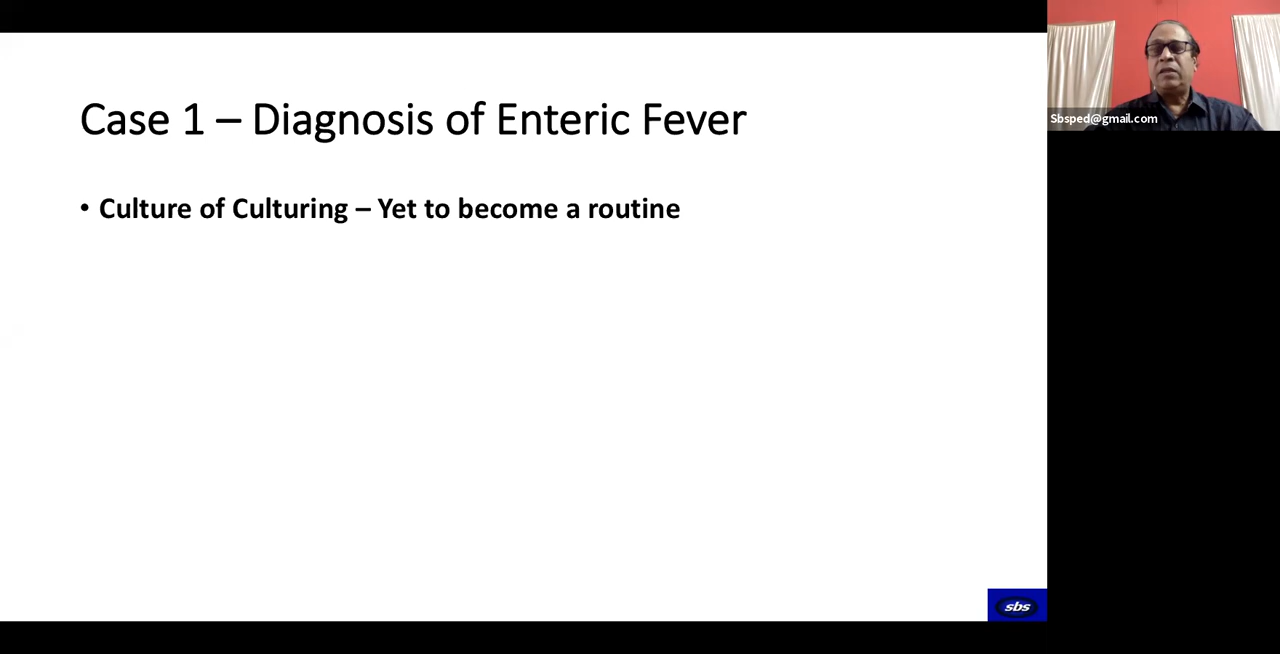 Case 1 – Diagnosis of Enteric Fever
• Culture of Culturing – Yet to become a routine
Sbsped@gmail.com
sbs